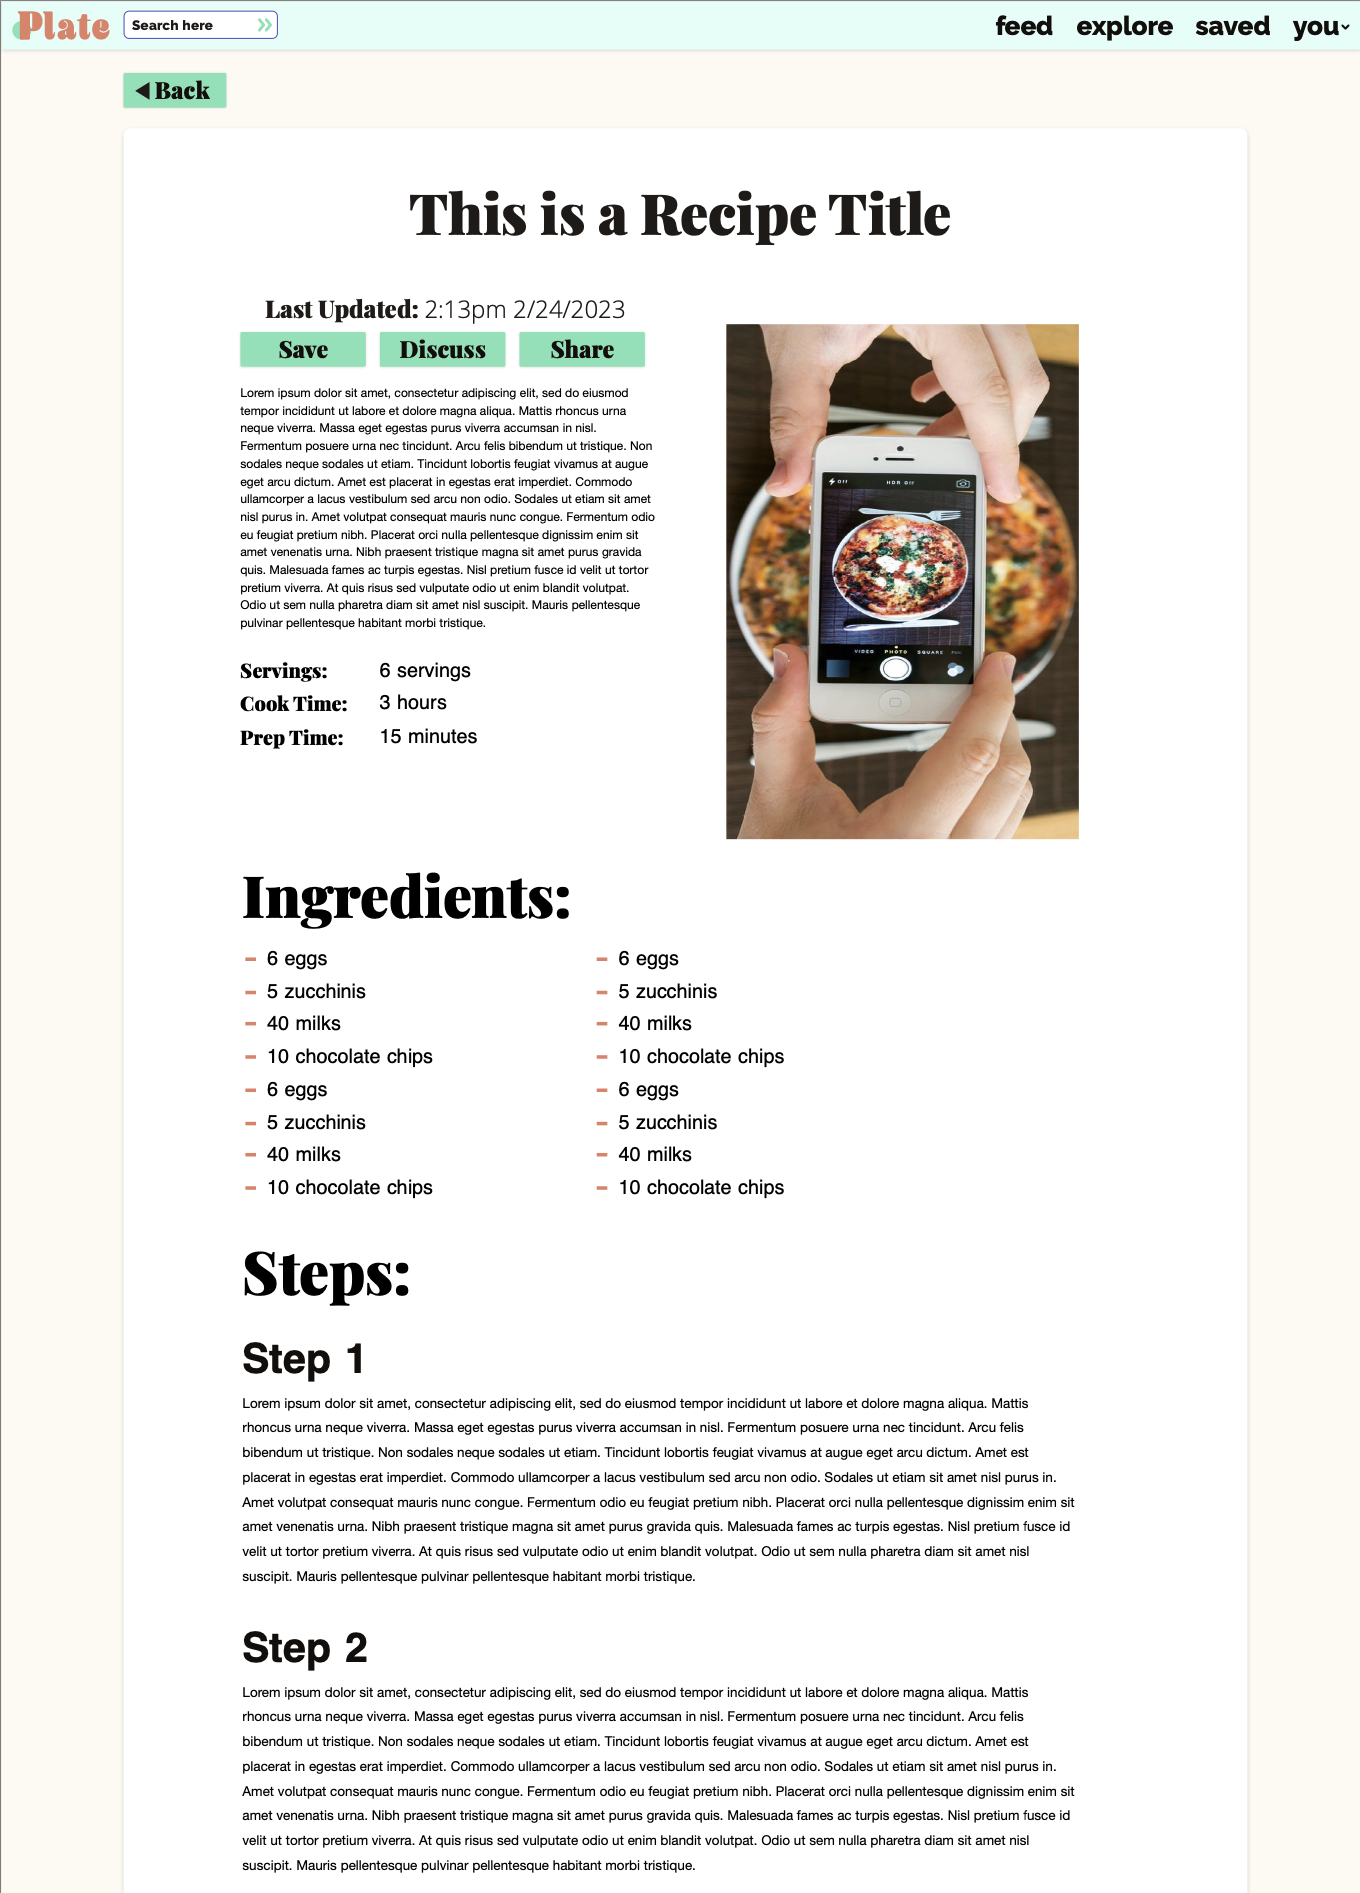 Plate
Search here
feed explore saved you
Back
This is a Recipe Title
Last Updated: 2:13pm 2/24/2023
Save Discuss Share
Lorem ipsum dolor sit amet, consectetur adipiscing elit, sed do eiusmod
tempor incididunt ut labore et dolore magna aliqua. Mattis rhoncus urna
neque viverra. Massa eget egestas purus viverra accumsan in nisl.
Fermentum posuere urna nec tincidunt. Arcu felis bibendum ut tristique. Non
sodales neque sodales ut etiam. Tincidunt lobortis feugiat vivamus at augue
eget arcu dictum. Amet est placerat in egestas erat imperdiet. Commodo
ullamcorper a lacus vestibulum sed arcu non odio. Sodales ut etiam sit amet
nisl purus in. Amet volutpat consequat mauris nunc congue. Fermentum odio
eu feugiat pretium nibh. Placerat orci nulla pellentesque dignissim enim sit
amet venenatis urna. Nibh praesent tristique magna sit amet purus gravida
quis. Malesuada fames ac turpis egestas. Nisl pretium fusce id velit ut tortor
pretium viverra. At quis risus sed vulputate odio ut enim blandit volutpat.
Odio ut sem nulla pharetra diam sit amet nisl suscipit. Mauris pellentesque
pulvinar pellentesque habitant morbi tristique.
Servings: 6 servings
Cook Time: 3 hours
Prep Time: 15 minutes
Off HDR Off
VIDEO PHOTO SQUARE
Ingredients:
– 6 eggs
– 5 zucchinis
– 40 milks
– 10 chocolate chips
– 6 eggs
– 5 zucchinis
– 40 milks
– 10 chocolate chips
– 6 eggs
– 5 zucchinis
– 40 milks
– 10 chocolate chips
– 6 eggs
– 5 zucchinis
– 40 milks
– 10 chocolate chips
Steps:
Step 1
Lorem ipsum dolor sit amet, consectetur adipiscing elit, sed do eiusmod tempor incididunt ut labore et dolore magna aliqua. Mattis
rhoncus urna neque viverra. Massa eget egestas purus viverra accumsan in nisl. Fermentum posuere urna nec tincidunt. Arcu felis
bibendum ut tristique. Non sodales neque sodales ut etiam. Tincidunt lobortis feugiat vivamus at augue eget arcu dictum. Amet est
placerat in egestas erat imperdiet. Commodo ullamcorper a lacus vestibulum sed arcu non odio. Sodales ut etiam sit amet nisl purus in.
Amet volutpat consequat mauris nunc congue. Fermentum odio eu feugiat pretium nibh. Placerat orci nulla pellentesque dignissim enim sit
amet venenatis urna. Nibh praesent tristique magna sit amet purus gravida quis. Malesuada fames ac turpis egestas. Nisl pretium fusce id
velit ut tortor pretium viverra. At quis risus sed vulputate odio ut enim blandit volutpat. Odio ut sem nulla pharetra diam sit amet nisl
suscipit. Mauris pellentesque pulvinar pellentesque habitant morbi tristique.
Step 2
Lorem ipsum dolor sit amet, consectetur adipiscing elit, sed do eiusmod tempor incididunt ut labore et dolore magna aliqua. Mattis
rhoncus urna neque viverra. Massa eget egestas purus viverra accumsan in nisl. Fermentum posuere urna nec tincidunt. Arcu felis
bibendum ut tristique. Non sodales neque sodales ut etiam. Tincidunt lobortis feugiat vivamus at augue eget arcu dictum. Amet est
placerat in egestas erat imperdiet. Commodo ullamcorper a lacus vestibulum sed arcu non odio. Sodales ut etiam sit amet nisl purus in.
Amet volutpat consequat mauris nunc congue. Fermentum odio eu feugiat pretium nibh. Placerat orci nulla pellentesque dignissim enim sit
amet venenatis urna. Nibh praesent tristique magna sit amet purus gravida quis. Malesuada fames ac turpis egestas. Nisl pretium fusce id
velit ut tortor pretium viverra. At quis risus sed vulputate odio ut enim blandit volutpat. Odio ut sem nulla pharetra diam sit amet nisl
suscipit. Mauris pellentesque pulvinar pellentesque habitant morbi tristique.